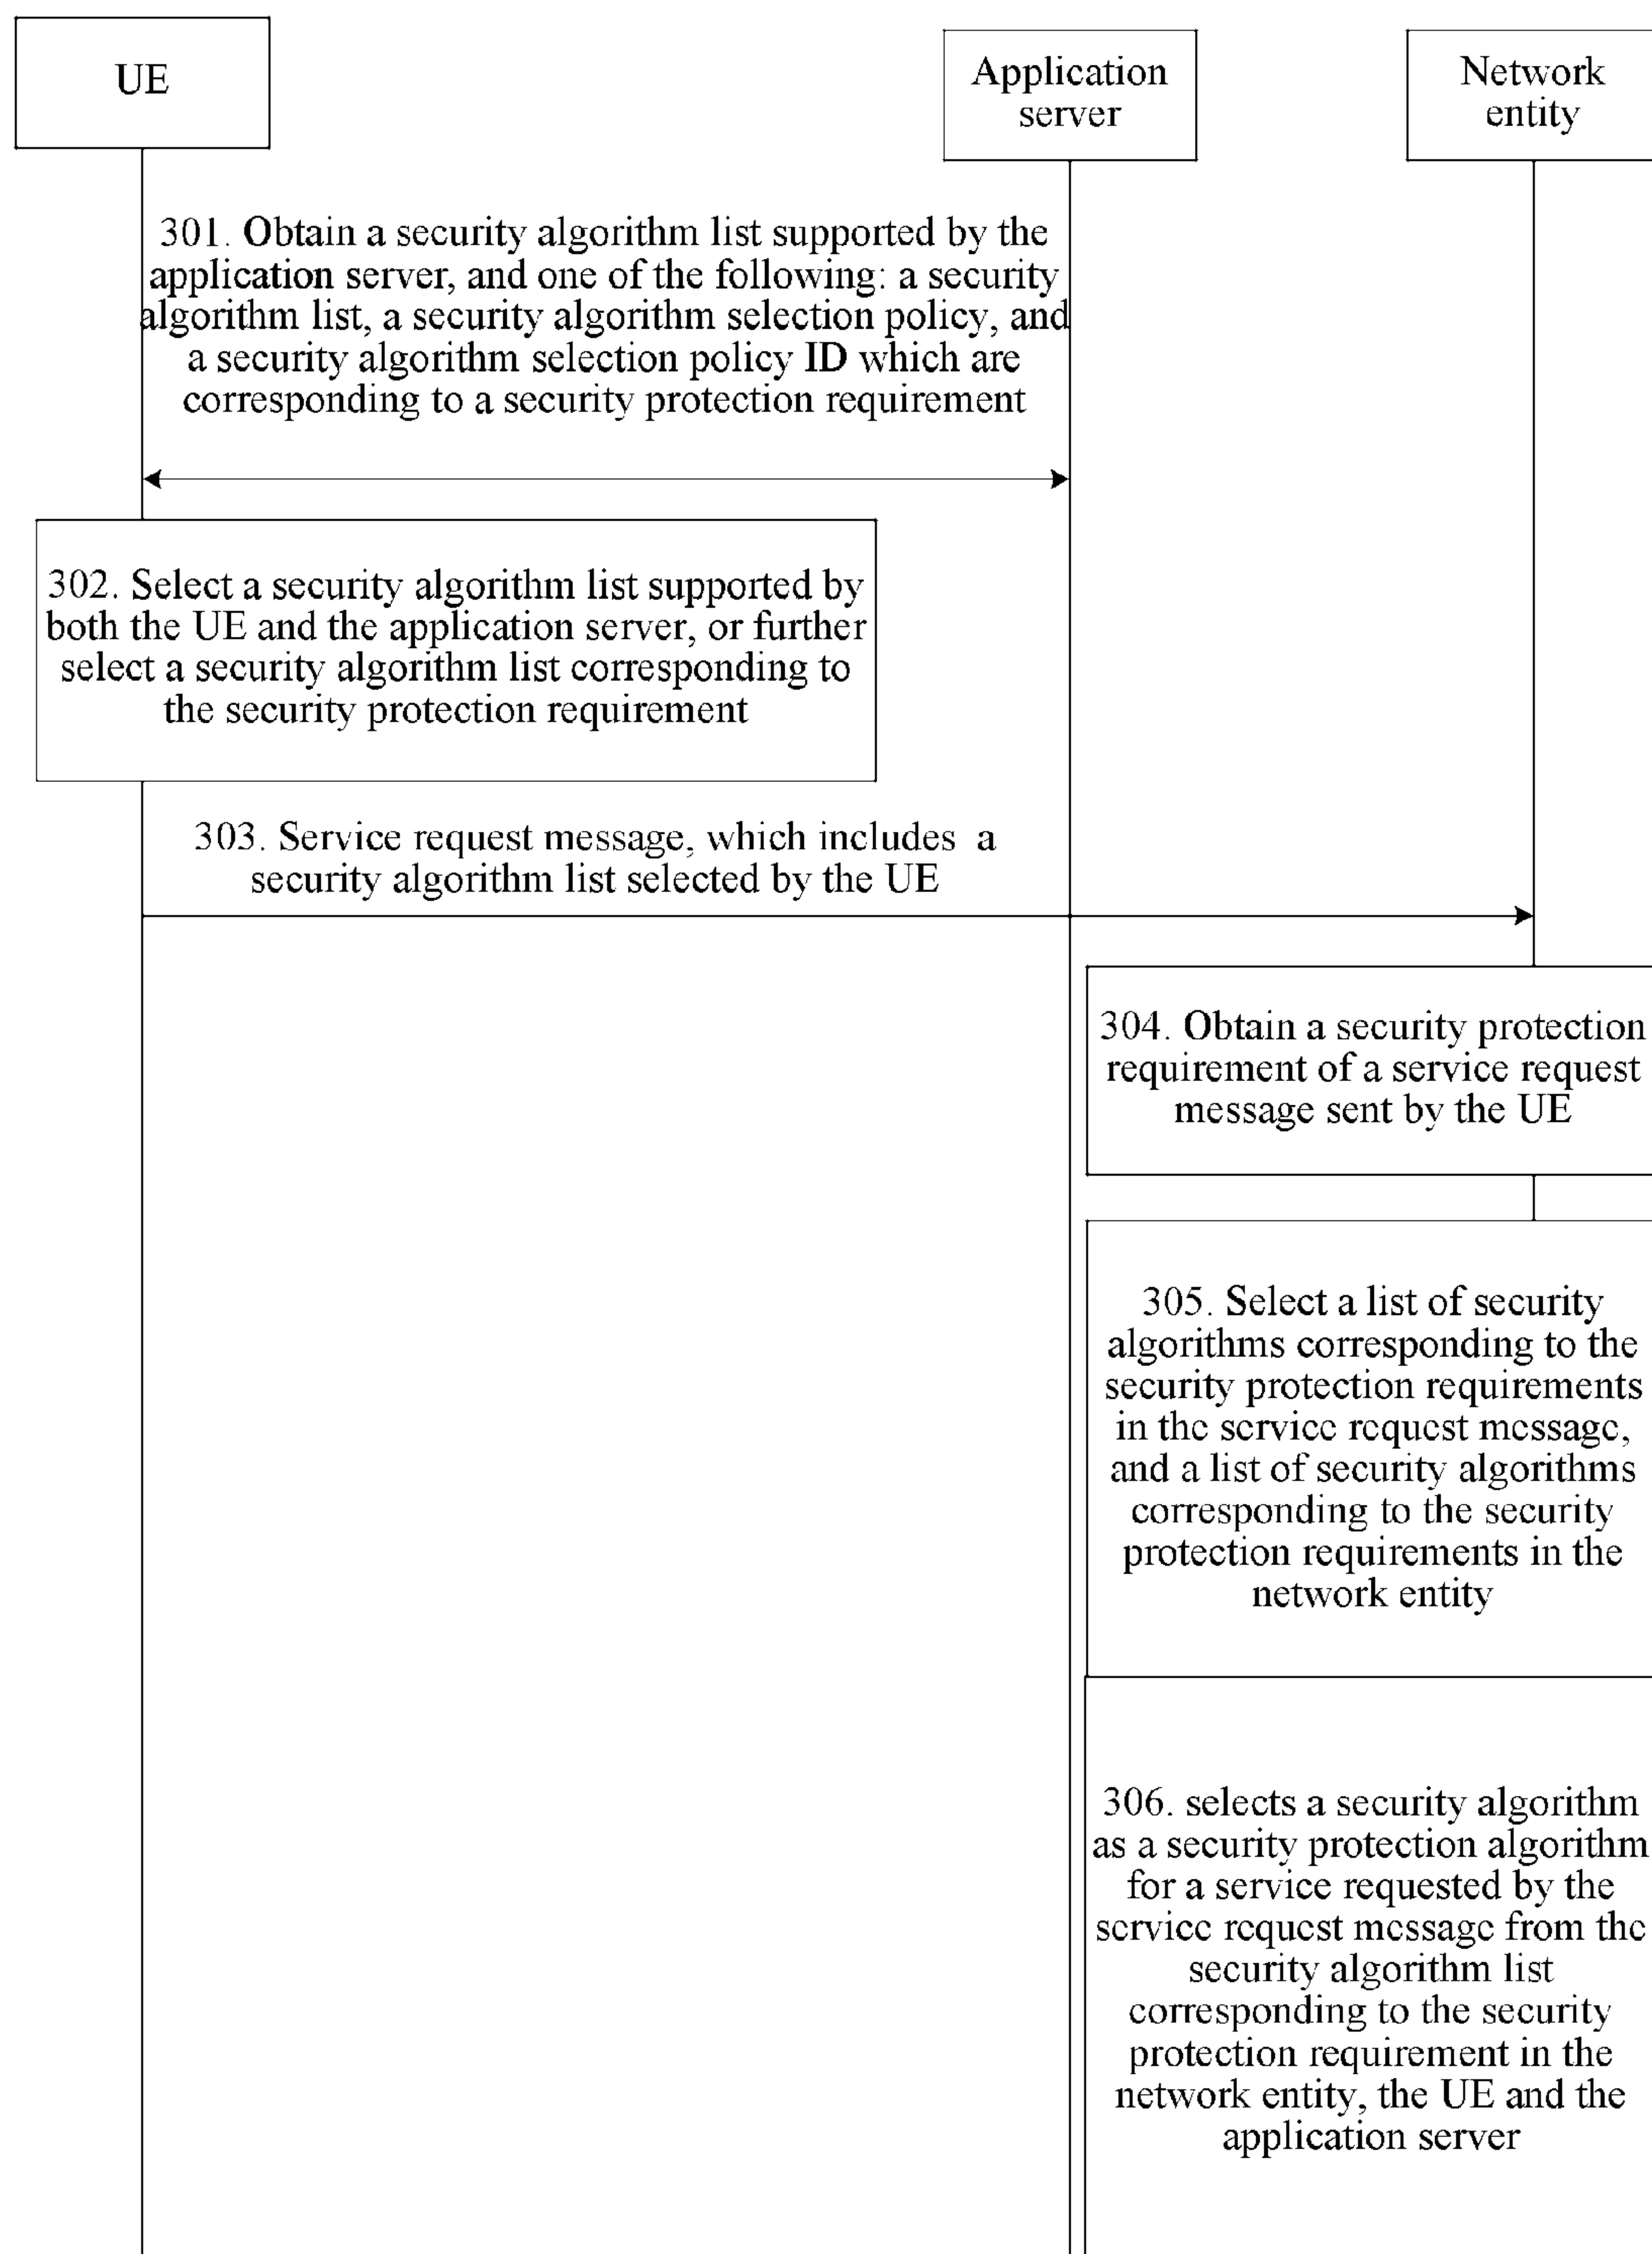 UE
Application
server
Network
entity
301. Obtain a security algorithm list supported by the
application server, and one of the following: a security
algorithm list, a security algorithm selection policy, and
a security algorithm selection policy ID which are
corresponding to a security protection requirement
302. Select a security algorithm list supported by
both the UE and the application server, or further
select a security algorithm list corresponding to
the security protection requirement
303. Service request message, which includes a
security algorithm list selected by the UE
304. Obtain a security protection
requirement of a service request
message sent by the UE
305. Select a list of security
algorithms corresponding to the
security protection requirements
in the service request message,
and a list of security algorithms
corresponding to the security
protection requirements in the
network entity
306. selects a security algorithm
as a security protection algorithm
for a service requested by the
service request message from the
security algorithm list
corresponding to the security
protection requirement in the
network entity, the UE and the
application server